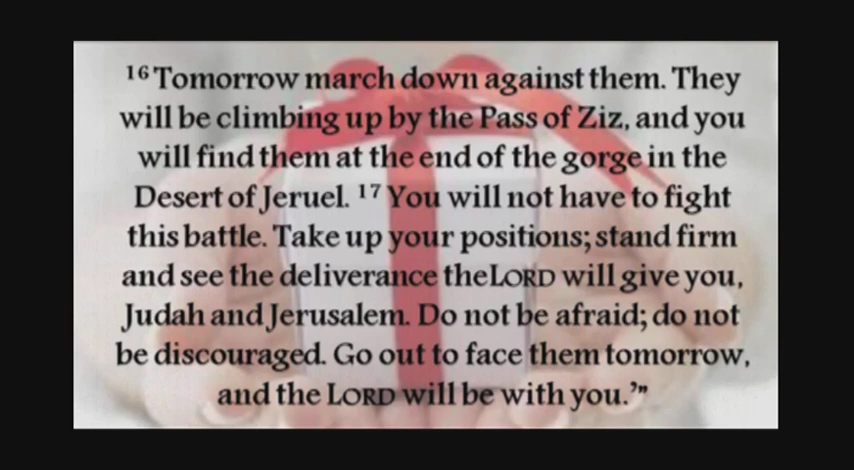 16 Tomorrow march down against them. They
will be climbing up by the Pass of Ziz, and you
will find them at the end of the gorge in the
Desert of Jeruel. 17 You will not have to fight
this battle. Take up your positions; stand firm
and see the deliverance theLORD will give you,
Judah and Jerusalem. Do not be afraid; do not
be discouraged. Go out to face them tomorrow,
and the LORD will be with you.’”